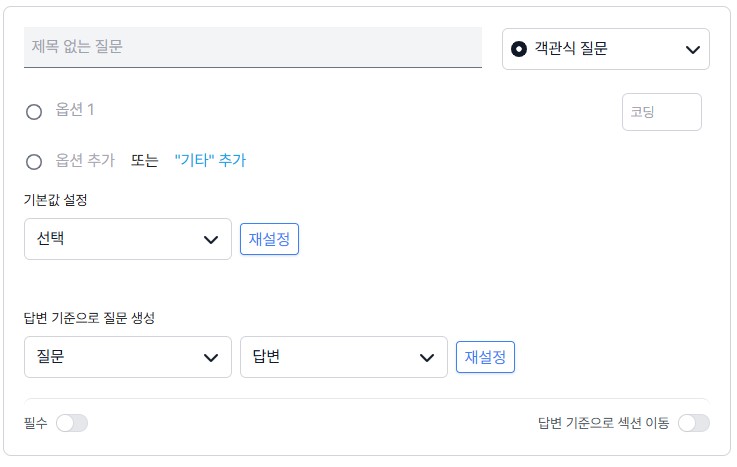 제목 없는 질문
객관식 질문
옵션 1
코딩
옵션 추가 또는 "기타" 추가
기본값 설정
선택 재설정
답변 기준으로 질문 생성
질문 답변 재설정
필수 답변 기준으로 섹션 이동